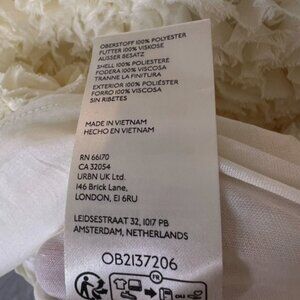 OBERSTOFF 100% POLYESTER
FUTTER 100% VISKOSE
AUSSER BESATZ
SHELL 100% POLIESTERE
FODERA 100% VISCOSA
TRANNE LA FINITURA
EXTERIOR 100% POLIÉSTER
FORRO 100% VISCOSA
SIN RIBETES
MADE IN VIETNAM
HECHO EN VIETNAM
RN 66170
CA 32054
URBN UK Ltd.
146 Brick Lane,
LONDON, E1 6RU
LEIDSESTRAAT 32, 1017 PB
AMSTERDAM, NETHERLANDS
OB2137206
FR